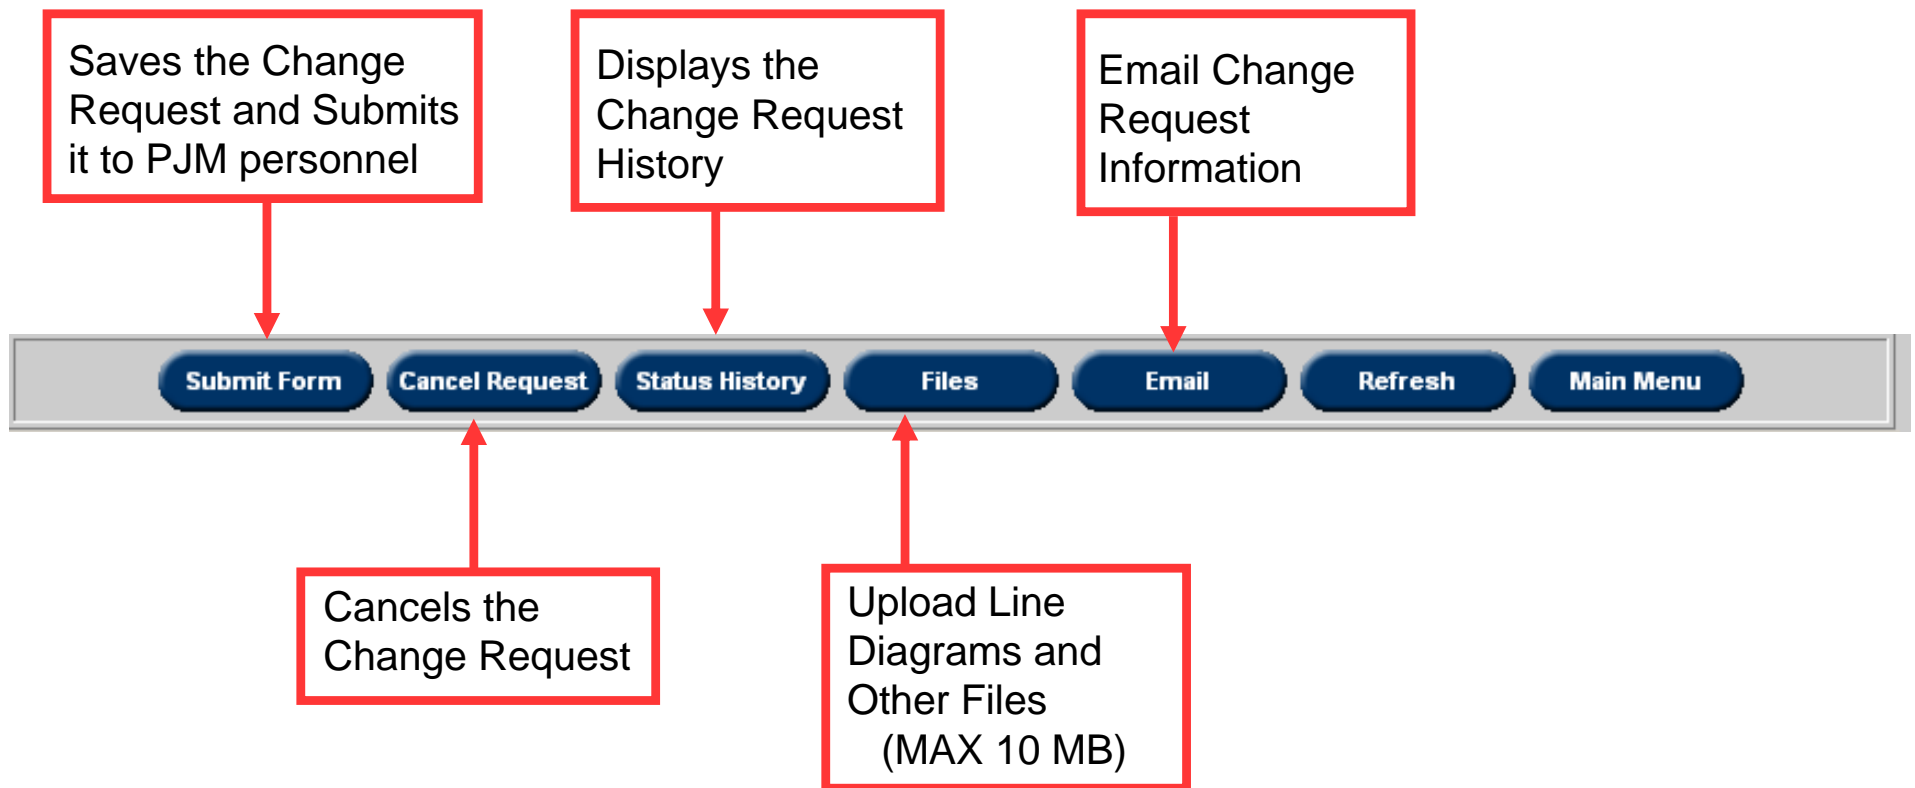 Saves the Change
Request and Submits
it to PJM personnel
Displays the
Change Request
History
Email Change
Request
Information
Submit Form
Cancel Request
Status History
Files
Email
Refresh
Main Menu
Cancels the
Change Request
Upload Line
Diagrams and
Other Files
(MAX 10 MB)